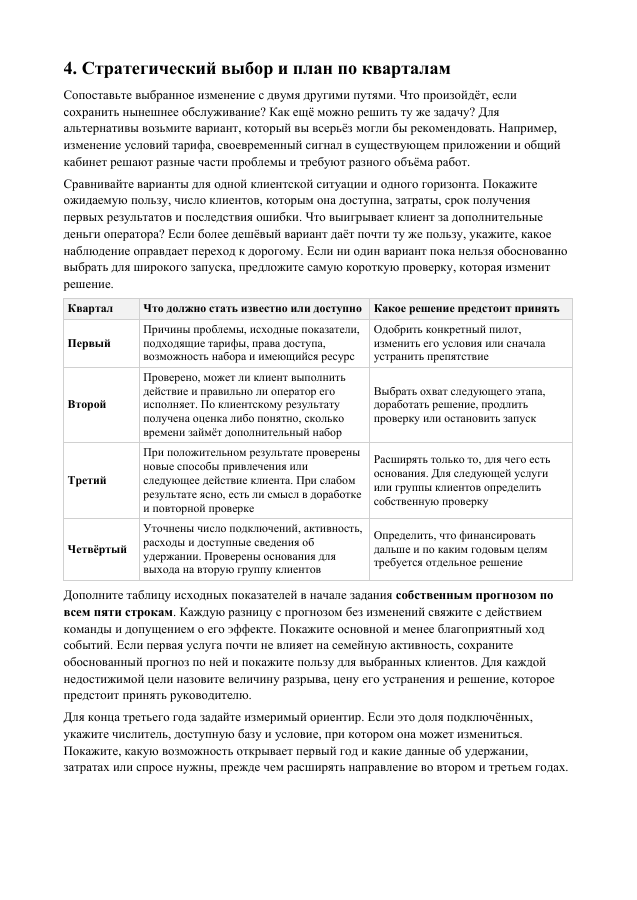 4. Стратегический выбор и план по кварталам
Сопоставьте выбранное изменение с двумя другими путями. Что произойдёт, если
сохранить нынешнее обслуживание? Как ещё можно решить ту же задачу? Для
альтернативы возьмите вариант, который вы всерьёз могли бы рекомендовать. Например,
изменение условий тарифа, своевременный сигнал в существующем приложении и общий
кабинет решают разные части проблемы и требуют разного объёма работ.
Сравнивайте варианты для одной клиентской ситуации и одного горизонта. Покажите
ожидаемую пользу, число клиентов, которым она доступна, затраты, срок получения
первых результатов и последствия ошибки. Что выигрывает клиент за дополнительные
деньги оператора? Если более дешёвый вариант даёт почти ту же пользу, укажите, какое
наблюдение оправдает переход к дорогому. Если ни один вариант пока нельзя обоснованно
выбрать для широкого запуска, предложите самую короткую проверку, которая изменит
решение.
Квартал Что должно стать известно или доступно Какое решение предстоит принять
Первый
Причины проблемы, исходные показатели,
подходящие тарифы, права доступа,
возможность набора и имеющийся ресурс
Одобрить конкретный пилот,
изменить его условия или сначала
устранить препятствие
Второй
Проверено, может ли клиент выполнить
действие и правильно ли оператор его
исполняет. По клиентскому результату
получена оценка либо понятно, сколько
времени займёт дополнительный набор
Выбрать охват следующего этапа,
доработать решение, продлить
проверку или остановить запуск
Третий
При положительном результате проверены
новые способы привлечения или
следующее действие клиента. При слабом
результате ясно, есть ли смысл в доработке
и повторной проверке
Расширять только то, для чего есть
основания. Для следующей услуги
или группы клиентов определить
собственную проверку
Четвёртый
Уточнены число подключений, активность,
расходы и доступные сведения об
удержании. Проверены основания для
выхода на вторую группу клиентов
Определить, что финансировать
дальше и по каким годовым целям
требуется отдельное решение
Дополните таблицу исходных показателей в начале задания собственным прогнозом по
всем пяти строкам. Каждую разницу с прогнозом без изменений свяжите с действием
команды и допущением о его эффекте. Покажите основной и менее благоприятный ход
событий. Если первая услуга почти не влияет на семейную активность, сохраните
обоснованный прогноз по ней и покажите пользу для выбранных клиентов. Для каждой
недостижимой цели назовите величину разрыва, цену его устранения и решение, которое
предстоит принять руководителю.
Для конца третьего года задайте измеримый ориентир. Если это доля подключённых,
укажите числитель, доступную базу и условие, при котором она может измениться.
Покажите, какую возможность открывает первый год и какие данные об удержании,
затратах или спросе нужны, прежде чем расширять направление во втором и третьем годах.